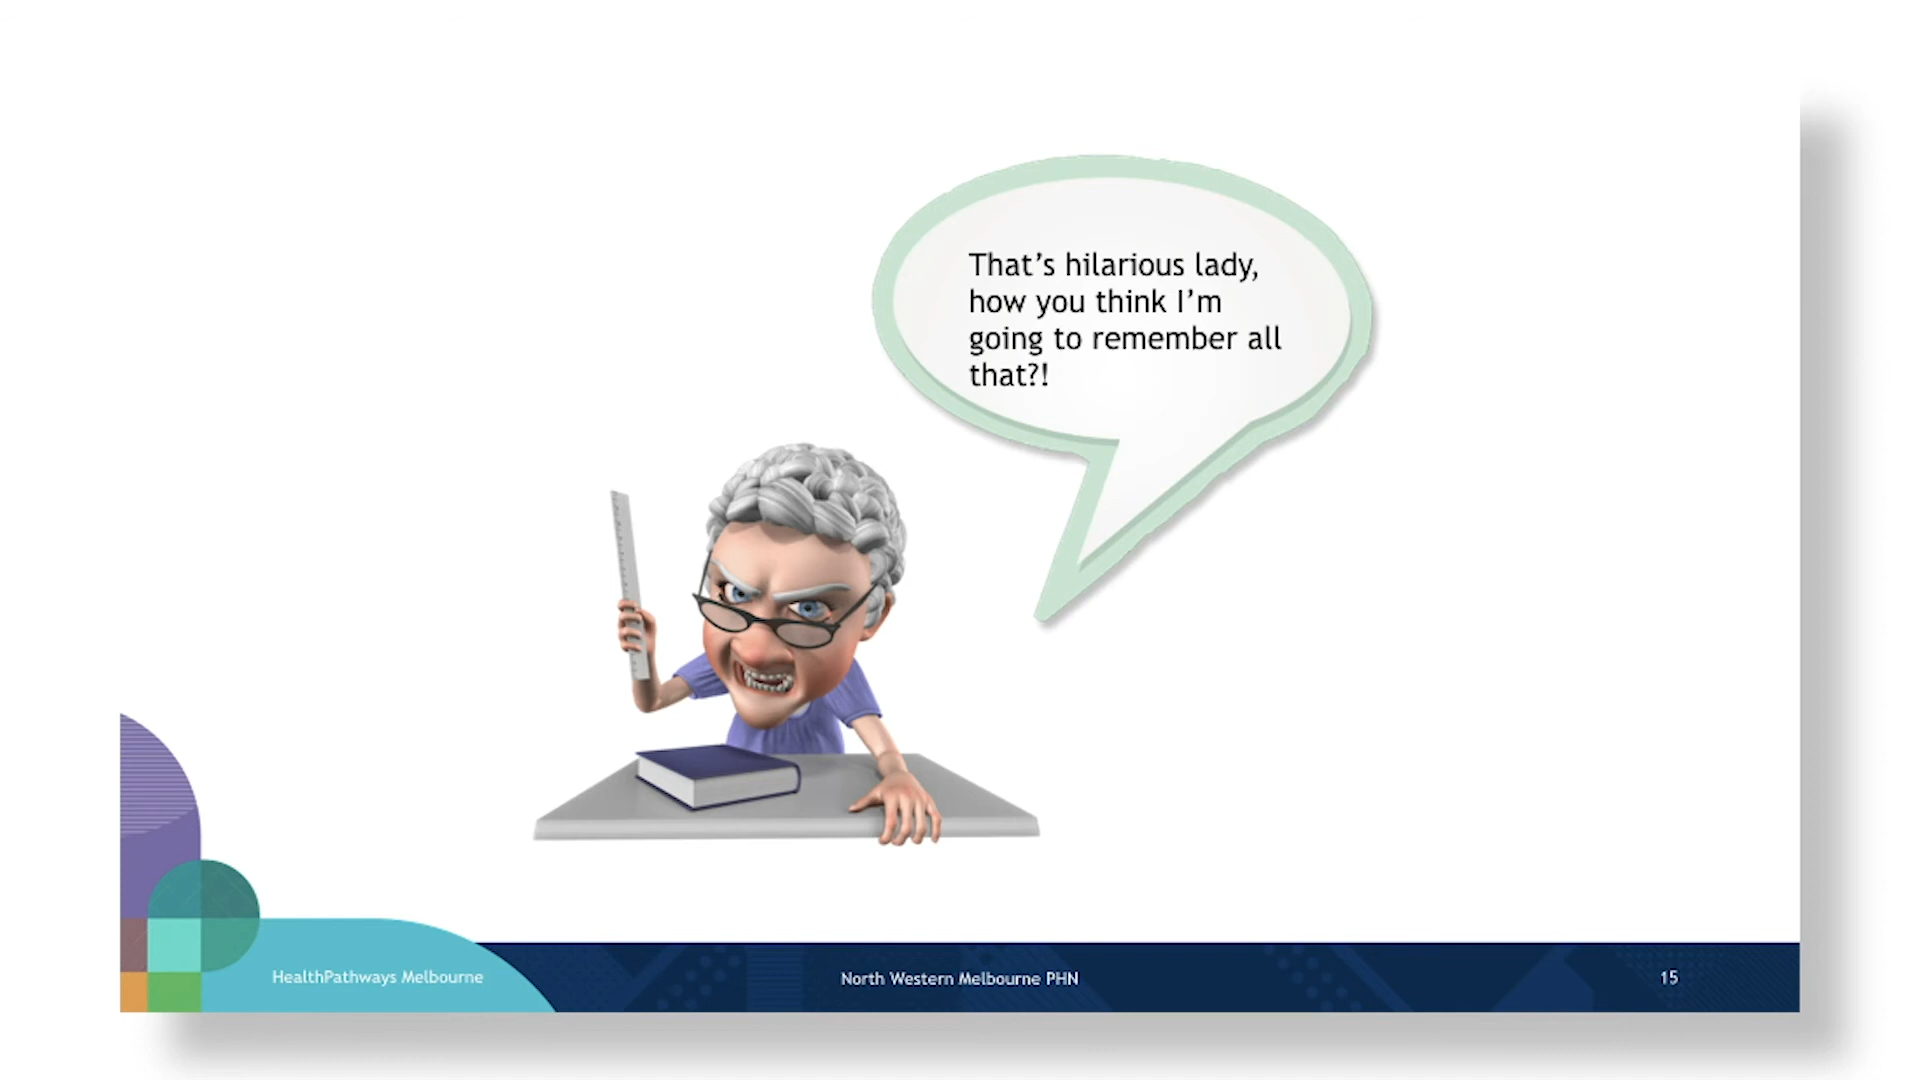 That’s hilarious lady,
how you think I’m
going to remember all
that?!
HealthPathways Melbourne
North Western Melbourne PHN
15